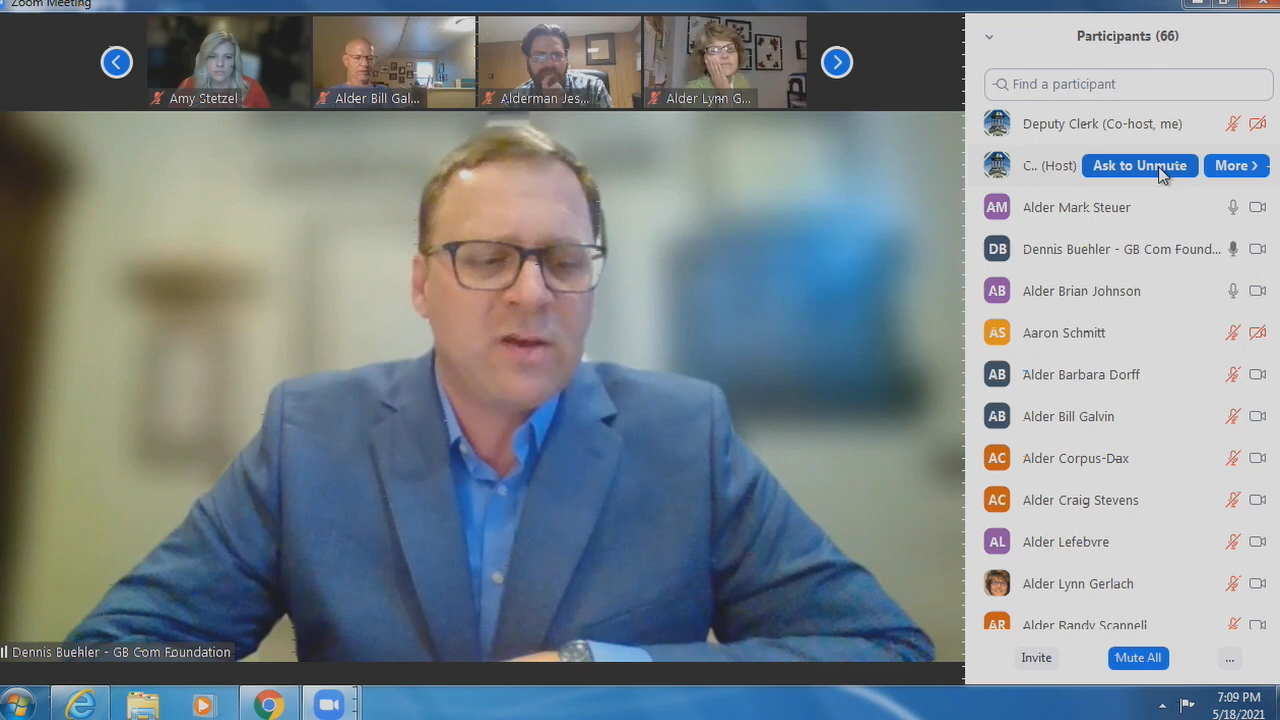 Zoom Meeting
Amy Stetzel
Alder Bill Gal...
Alderman Jes...
Alder Lynn G...
Dennis Buehler - GB Com Foundation
Participants (66)
Find a participant
Deputy Clerk (Co-host, me)
C.. (Host) Ask to Unmute More >
AM Alder Mark Steuer
DB Dennis Buehler - GB Com Found...
AB Alder Brian Johnson
AS Aaron Schmitt
AB Alder Barbara Dorff
AB Alder Bill Galvin
AC Alder Corpus-Dax
AC Alder Craig Stevens
AL Alder Lefebvre
Alder Lynn Gerlach
AR Alder Randy Scannell
Invite Mute All ...
7:09 PM
5/18/2021